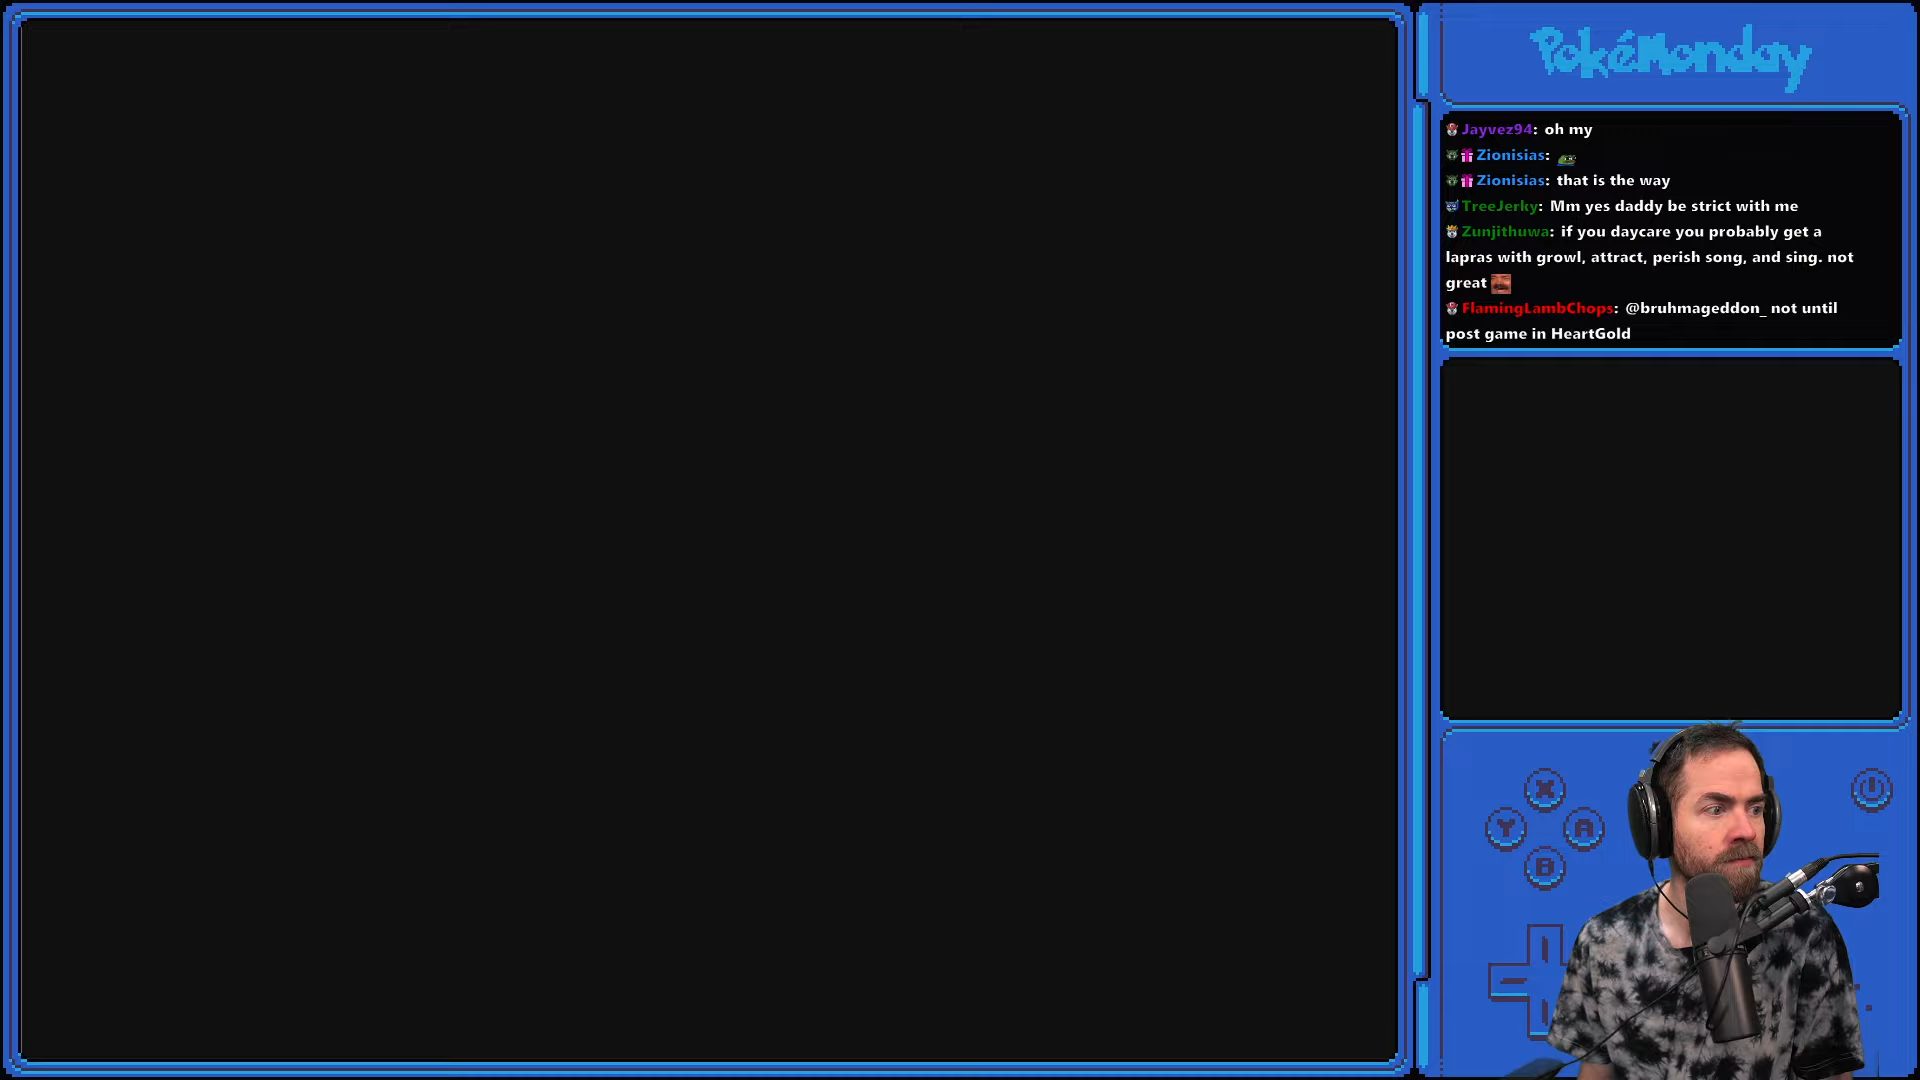 PokéMonday
Jayvez94: oh my
Zionisias:
Zionisias: that is the way
TreeJerky: Mm yes daddy be strict with me
Zunjithuwa: if you daycare you probably get a
lapras with growl, attract, perish song, and sing. not
great
FlamingLambChops: @bruhmageddon_ not until
post game in HeartGold
X
Y A
B